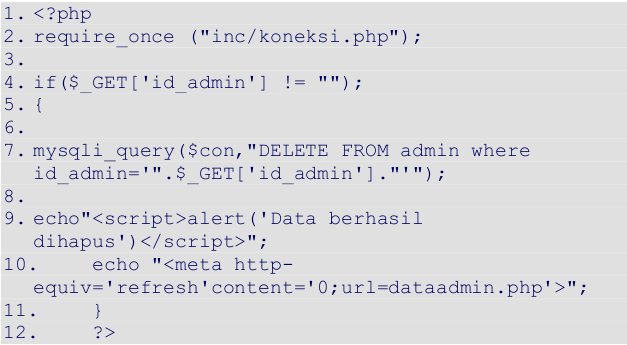 1. <?php
2. require_once ("inc/koneksi.php");
3.
4. if($_GET['id_admin'] != "");
5. {
6.
7. mysqli_query($con,"DELETE FROM admin where
id_admin='".$_GET['id_admin']."'");
8.
9. echo"<script>alert('Data berhasil
dihapus')</script>";
10. echo "<meta http-
equiv='refresh'content='0;url=dataadmin.php'>";
11. }
12. ?>